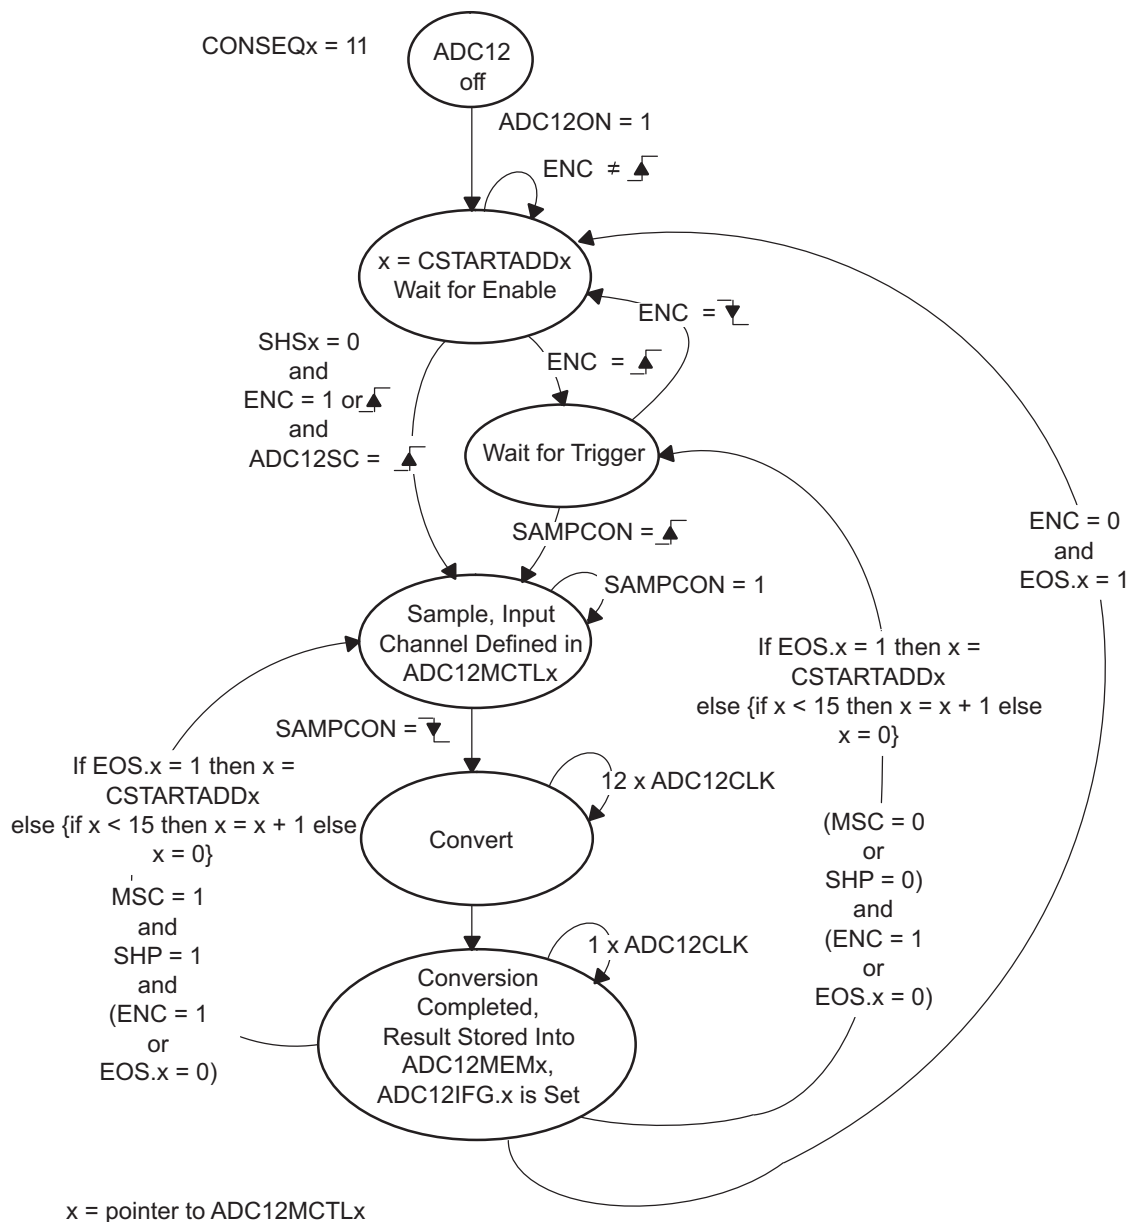 CONSEQx = 11
ADC12
off
ADC12ON = 1
ENC ≠
x = CSTARTADDx
Wait for Enable
ENC =
SHSx = 0
and
ENC = 1 or
and
ADC12SC =
ENC =
Wait for Trigger
SAMPCON =
ENC = 0
and
EOS.x = 1
SAMPCON = 1
Sample, Input
Channel Defined in
ADC12MCTLx
If EOS.x = 1 then x =
CSTARTADDx
else {if x < 15 then x = x + 1 else
x = 0}
SAMPCON =
If EOS.x = 1 then x =
CSTARTADDx
else {if x < 15 then x = x + 1 else
x = 0}
12 x ADC12CLK
Convert
(MSC = 0
or
SHP = 0)
and
(ENC = 1
or
EOS.x = 0)
MSC = 1
and
SHP = 1
and
(ENC = 1
or
EOS.x = 0)
1 x ADC12CLK
Conversion
Completed,
Result Stored Into
ADC12MEMx,
ADC12IFG.x is Set
x = pointer to ADC12MCTLx